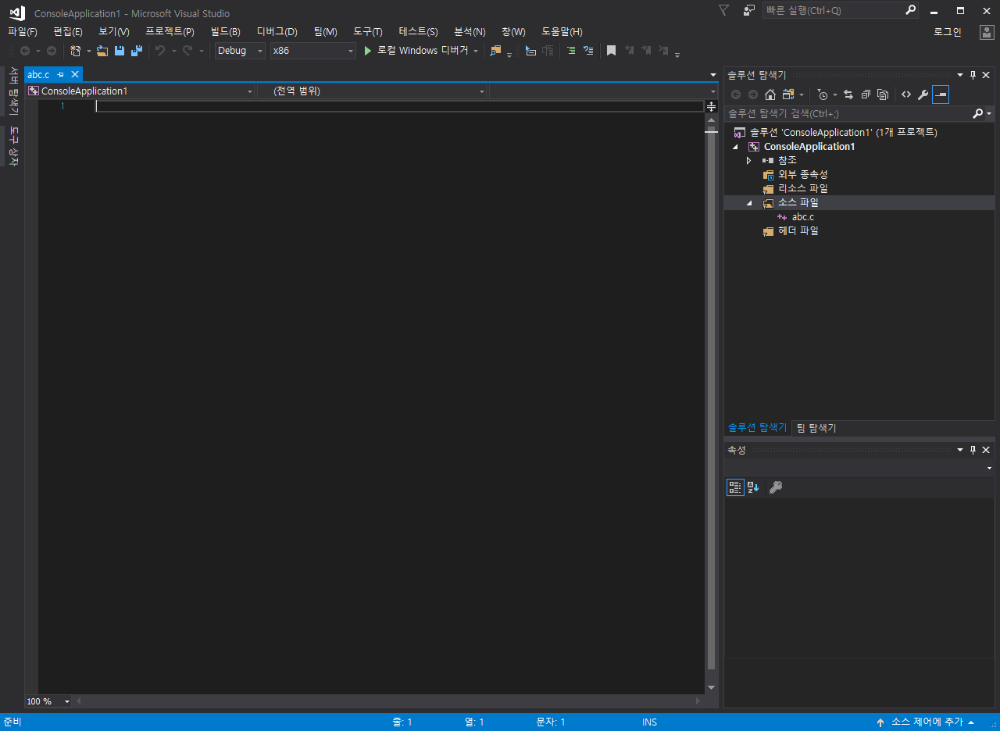 ConsoleApplication1 - Microsoft Visual Studio
빠른 실행(Ctrl+Q)
파일(F) 편집(E) 보기(V) 프로젝트(P) 빌드(B) 디버그(D) 팀(M) 도구(T) 테스트(S) 분석(N) 창(W) 도움말(H)
로그인
Debug x86 로컬 Windows 디버거
서버 탐색기
도구 상자
abc.c
ConsoleApplication1 (전역 범위)
1
100 %
솔루션 탐색기
솔루션 탐색기 검색(Ctrl+;)
솔루션 'ConsoleApplication1' (1개 프로젝트)
ConsoleApplication1
참조
외부 종속성
리소스 파일
소스 파일
abc.c
헤더 파일
솔루션 탐색기 팀 탐색기
속성
준비 줄: 1 열: 1 문자: 1 INS 소스 제어에 추가